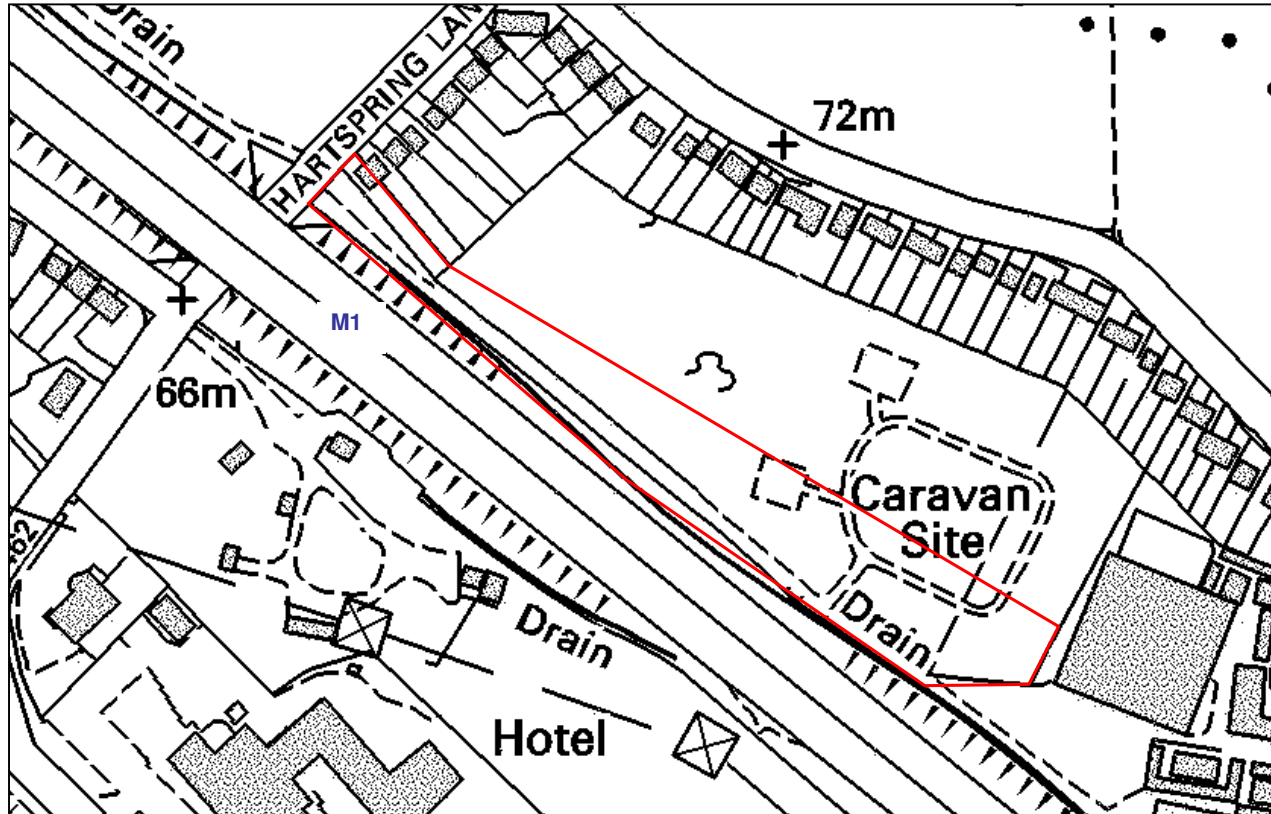 Drain
HARTSPRING LAN
72m
M1
66m
Caravan
Site
62
Drain
Drain
Hotel